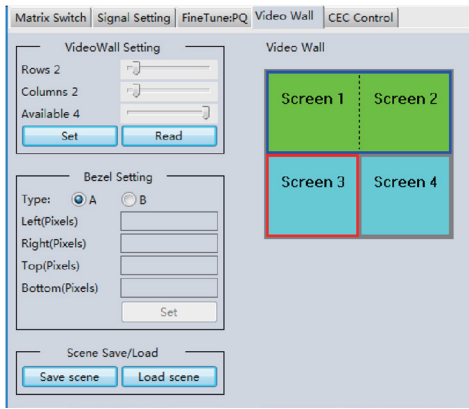 Matrix Switch Signal Setting FineTune:PQ Video Wall CEC Control
VideoWall Setting
Rows 2
Columns 2
Available 4
Set Read
Bezel Setting
Type: A B
Left(Pixels)
Right(Pixels)
Top(Pixels)
Bottom(Pixels)
Set
Scene Save/Load
Save scene Load scene
Video Wall
Screen 1 Screen 2
Screen 3 Screen 4